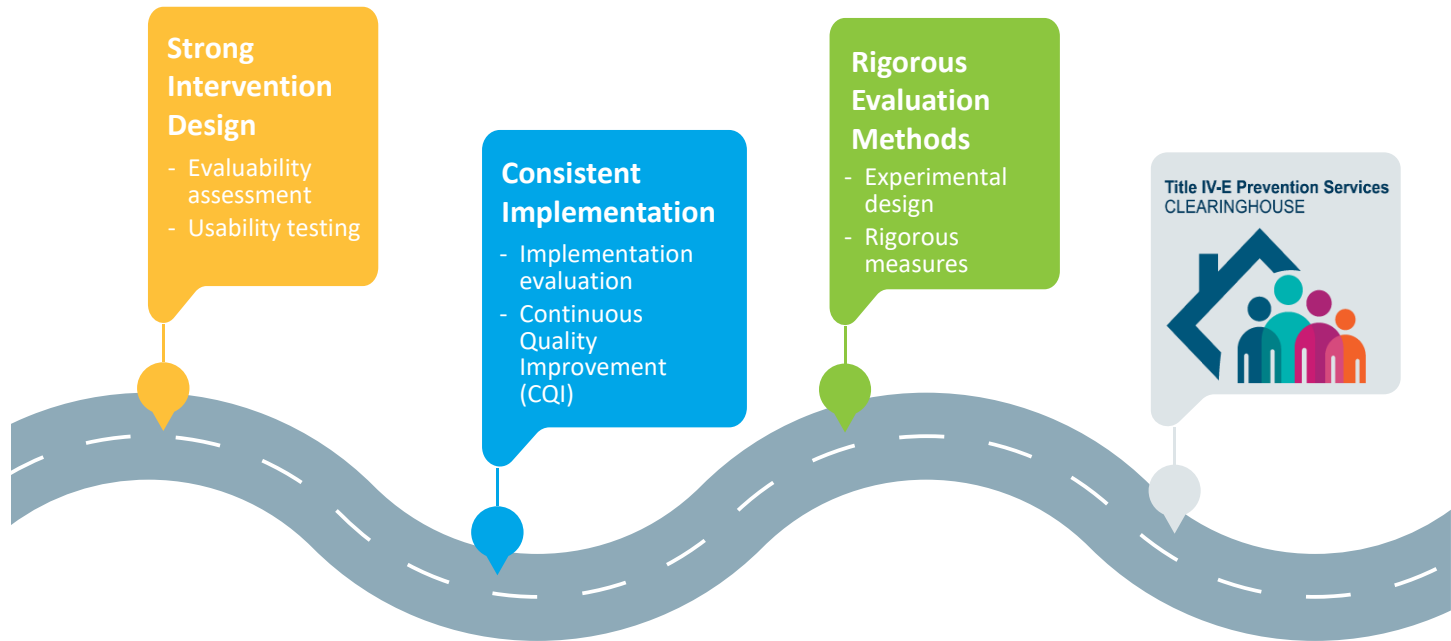 Strong
Intervention
Design
- Evaluability
assessment
- Usability testing
Consistent
Implementation
- Implementation
evaluation
- Continuous
Quality
Improvement
(CQI)
Rigorous
Evaluation
Methods
- Experimental
design
- Rigorous
measures
Title IV-E Prevention Services
CLEARINGHOUSE